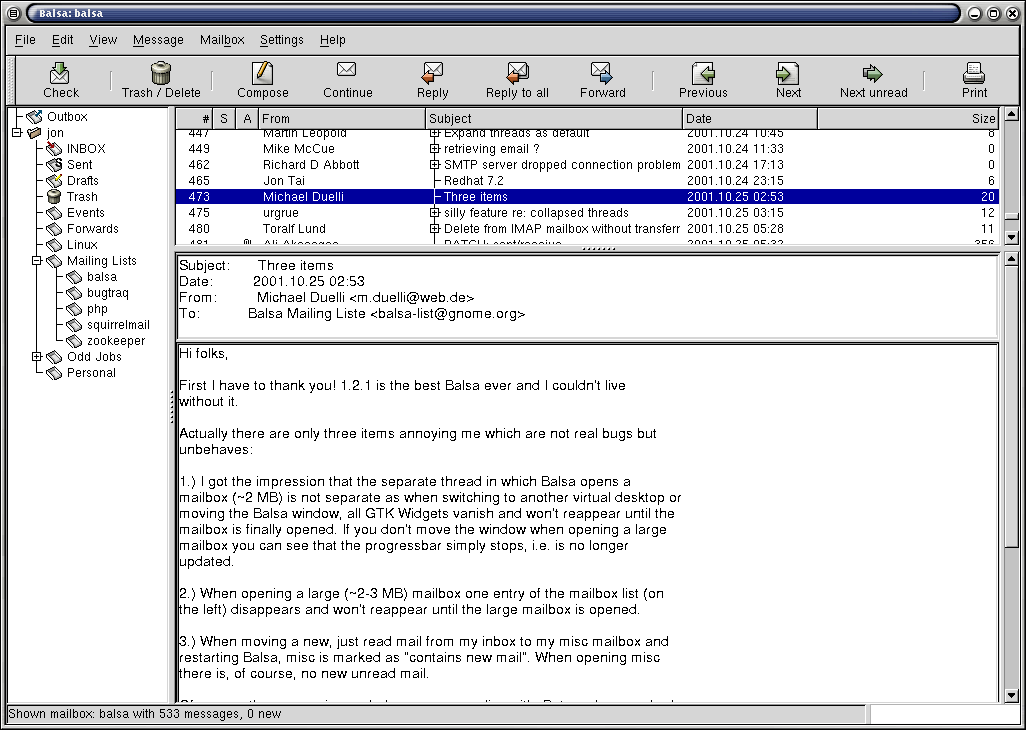 Balsa: balsa
File Edit View Message Mailbox Settings Help
Check Trash / Delete Compose Continue Reply Reply to all Forward Previous Next Next unread Print
Outbox
jon
INBOX
Sent
Drafts
Trash
Events
Forwards
Linux
Mailing Lists
balsa
bugtraq
php
squirrelmail
zookeeper
Odd Jobs
Personal
# S A From Subject Date Size
447 Martin Leopold Expand threads as default 2001.10.24 10:45 8
449 Mike McCue retrieving email ? 2001.10.24 11:33 0
462 Richard D Abbott SMTP server dropped connection problem 2001.10.24 17:13 0
465 Jon Tai Redhat 7.2 2001.10.24 23:15 6
473 Michael Duelli Three items 2001.10.25 02:53 20
475 urgrue silly feature re: collapsed threads 2001.10.25 03:15 12
480 Toralf Lund Delete from IMAP mailbox without transferr 2001.10.25 05:28 11
481 Ali PATCH: sent/receive 2001.10.25 05:32 356
Subject: Three items
Date: 2001.10.25 02:53
From: Michael Duelli <m.duelli@web.de>
To: Balsa Mailing Liste <balsa-list@gnome.org>
Hi folks,
First I have to thank you! 1.2.1 is the best Balsa ever and I couldn't live
without it.
Actually there are only three items annoying me which are not real bugs but
unbehaves:
1.) I got the impression that the separate thread in which Balsa opens a
mailbox (~2 MB) is not separate as when switching to another virtual desktop or
moving the Balsa window, all GTK Widgets vanish and won't reappear until the
mailbox is finally opened. If you don't move the window when opening a large
mailbox you can see that the progressbar simply stops, i.e. is no longer
updated.
2.) When opening a large (~2-3 MB) mailbox one entry of the mailbox list (on
the left) disappears and won't reappear until the large mailbox is opened.
3.) When moving a new, just read mail from my inbox to my misc mailbox and
restarting Balsa, misc is marked as "contains new mail". When opening misc
there is, of course, no new unread mail.
Shown mailbox: balsa with 533 messages, 0 new